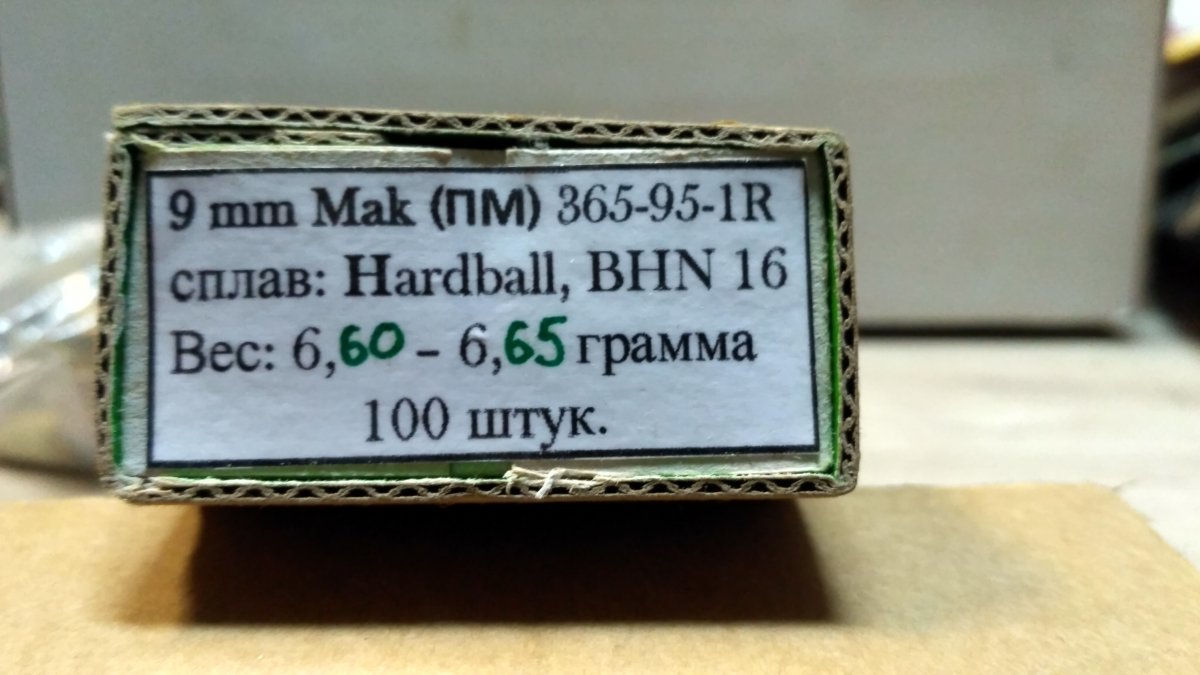 9 mm Mak (ПМ) 365-95-1R
сплав: Hardball, BHN 16
Вес: 6,60 - 6,65 грамма
100 штук.